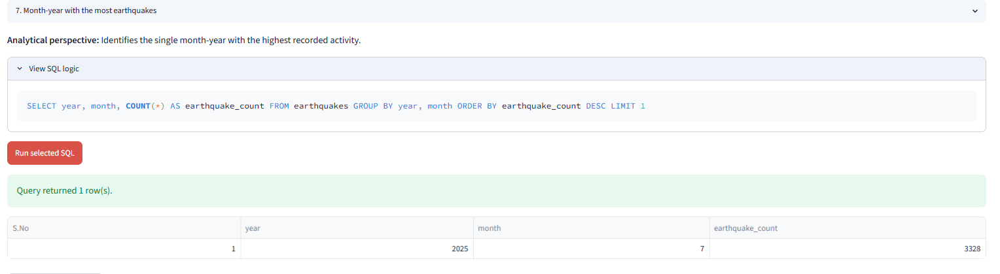 7. Month-year with the most earthquakes
Analytical perspective: Identifies the single month-year with the highest recorded activity.
View SQL logic
SELECT year, month, COUNT(*) AS earthquake_count FROM earthquakes GROUP BY year, month ORDER BY earthquake_count DESC LIMIT 1
Run selected SQL
Query returned 1 row(s).
S.No year month earthquake_count
1 2025 7 3328